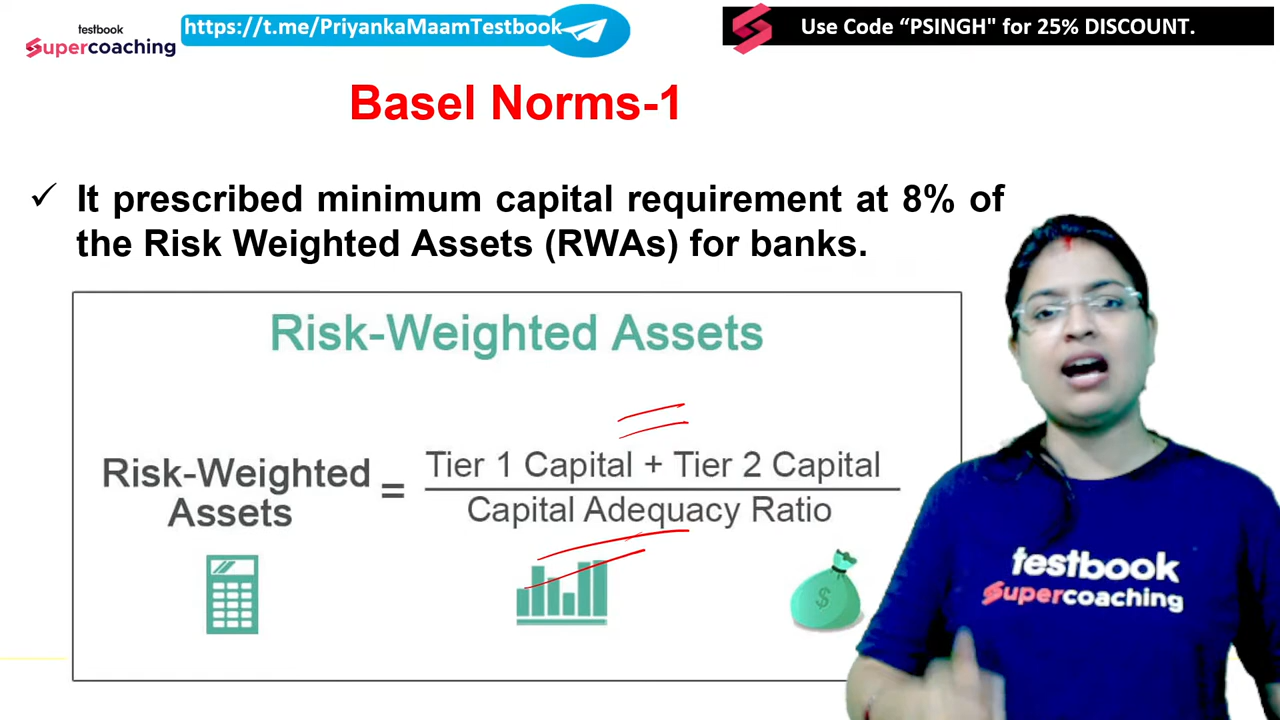 testbook
Supercoaching
https://t.me/PriyankaMaamTestbook
Use Code “PSINGH" for 25% DISCOUNT.
Basel Norms-1
✓ It prescribed minimum capital requirement at 8% of
the Risk Weighted Assets (RWAs) for banks.
Risk-Weighted Assets
Risk-Weighted
Assets
=
Tier 1 Capital + Tier 2 Capital
Capital Adequacy Ratio
$
testbook
Supercoaching